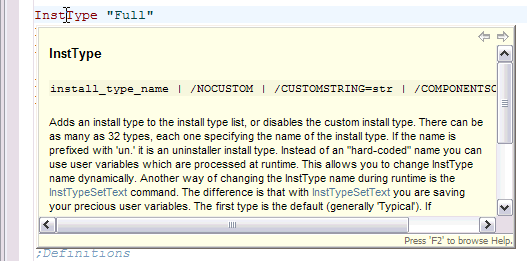 InstType "Full"
InstType
install_type_name | /NOCUSTOM | /CUSTOMSTRING=str | /COMPONENTSC
Adds an install type to the install type list, or disables the custom install type. There can be
as many as 32 types, each one specifying the name of the install type. If the name is
prefixed with 'un.' it is an uninstaller install type. Instead of an "hard-coded" name you can
use user variables which are processed at runtime. This allows you to change InstType
name dynamically. Another way of changing the InstType name during runtime is the
InstTypeSetText command. The difference is that with InstTypeSetText you are saving
your precious user variables. The first type is the default (generally 'Typical'). If
Press 'F2' to browse Help.
;Definitions